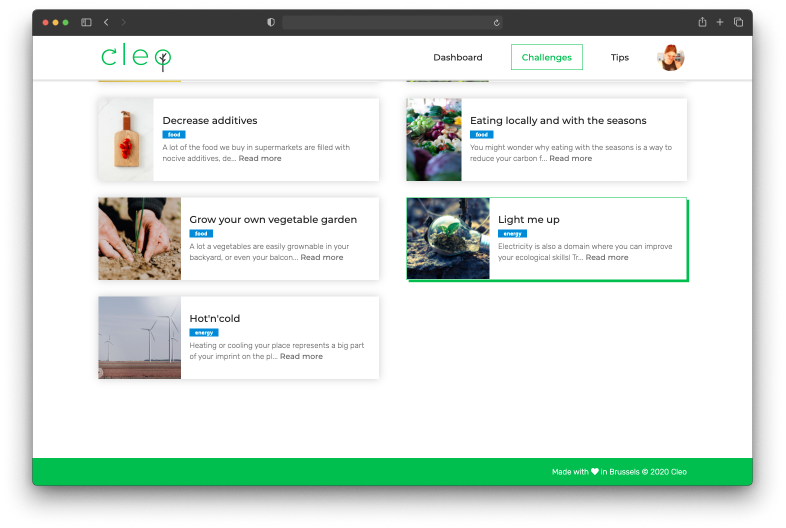 cleo
Dashboard
Challenges
Tips
Decrease additives
food
A lot of the food we buy in supermarkets are filled with
nocive additives, de... Read more
Eating locally and with the seasons
food
You might wonder why eating with the seasons is a way to
reduce your carbon f... Read more
Grow your own vegetable garden
food
A lot a vegetables are easily grownable in your
backyard, or even your balcon... Read more
Light me up
energy
Electricity is also a domain where you can improve
your ecological skills! Tr... Read more
Hot'n'cold
energy
Heating or cooling your place represents a big part
of your imprint on the pl... Read more
Made with ❤ in Brussels © 2020 Cleo